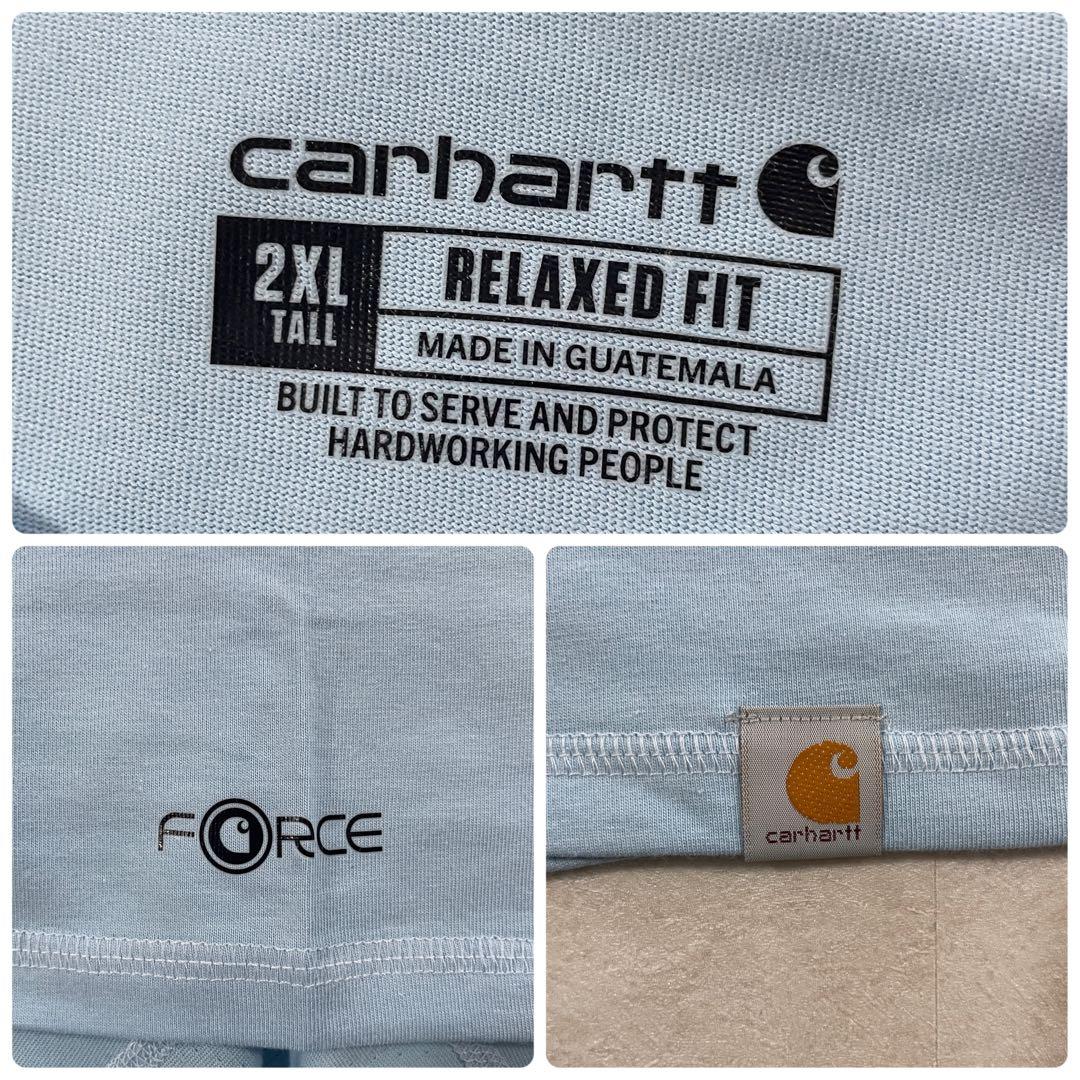 carhartt
2XL
TALL
RELAXED FIT
MADE IN GUATEMALA
BUILT TO SERVE AND PROTECT
HARDWORKING PEOPLE
FORCE
carhartt